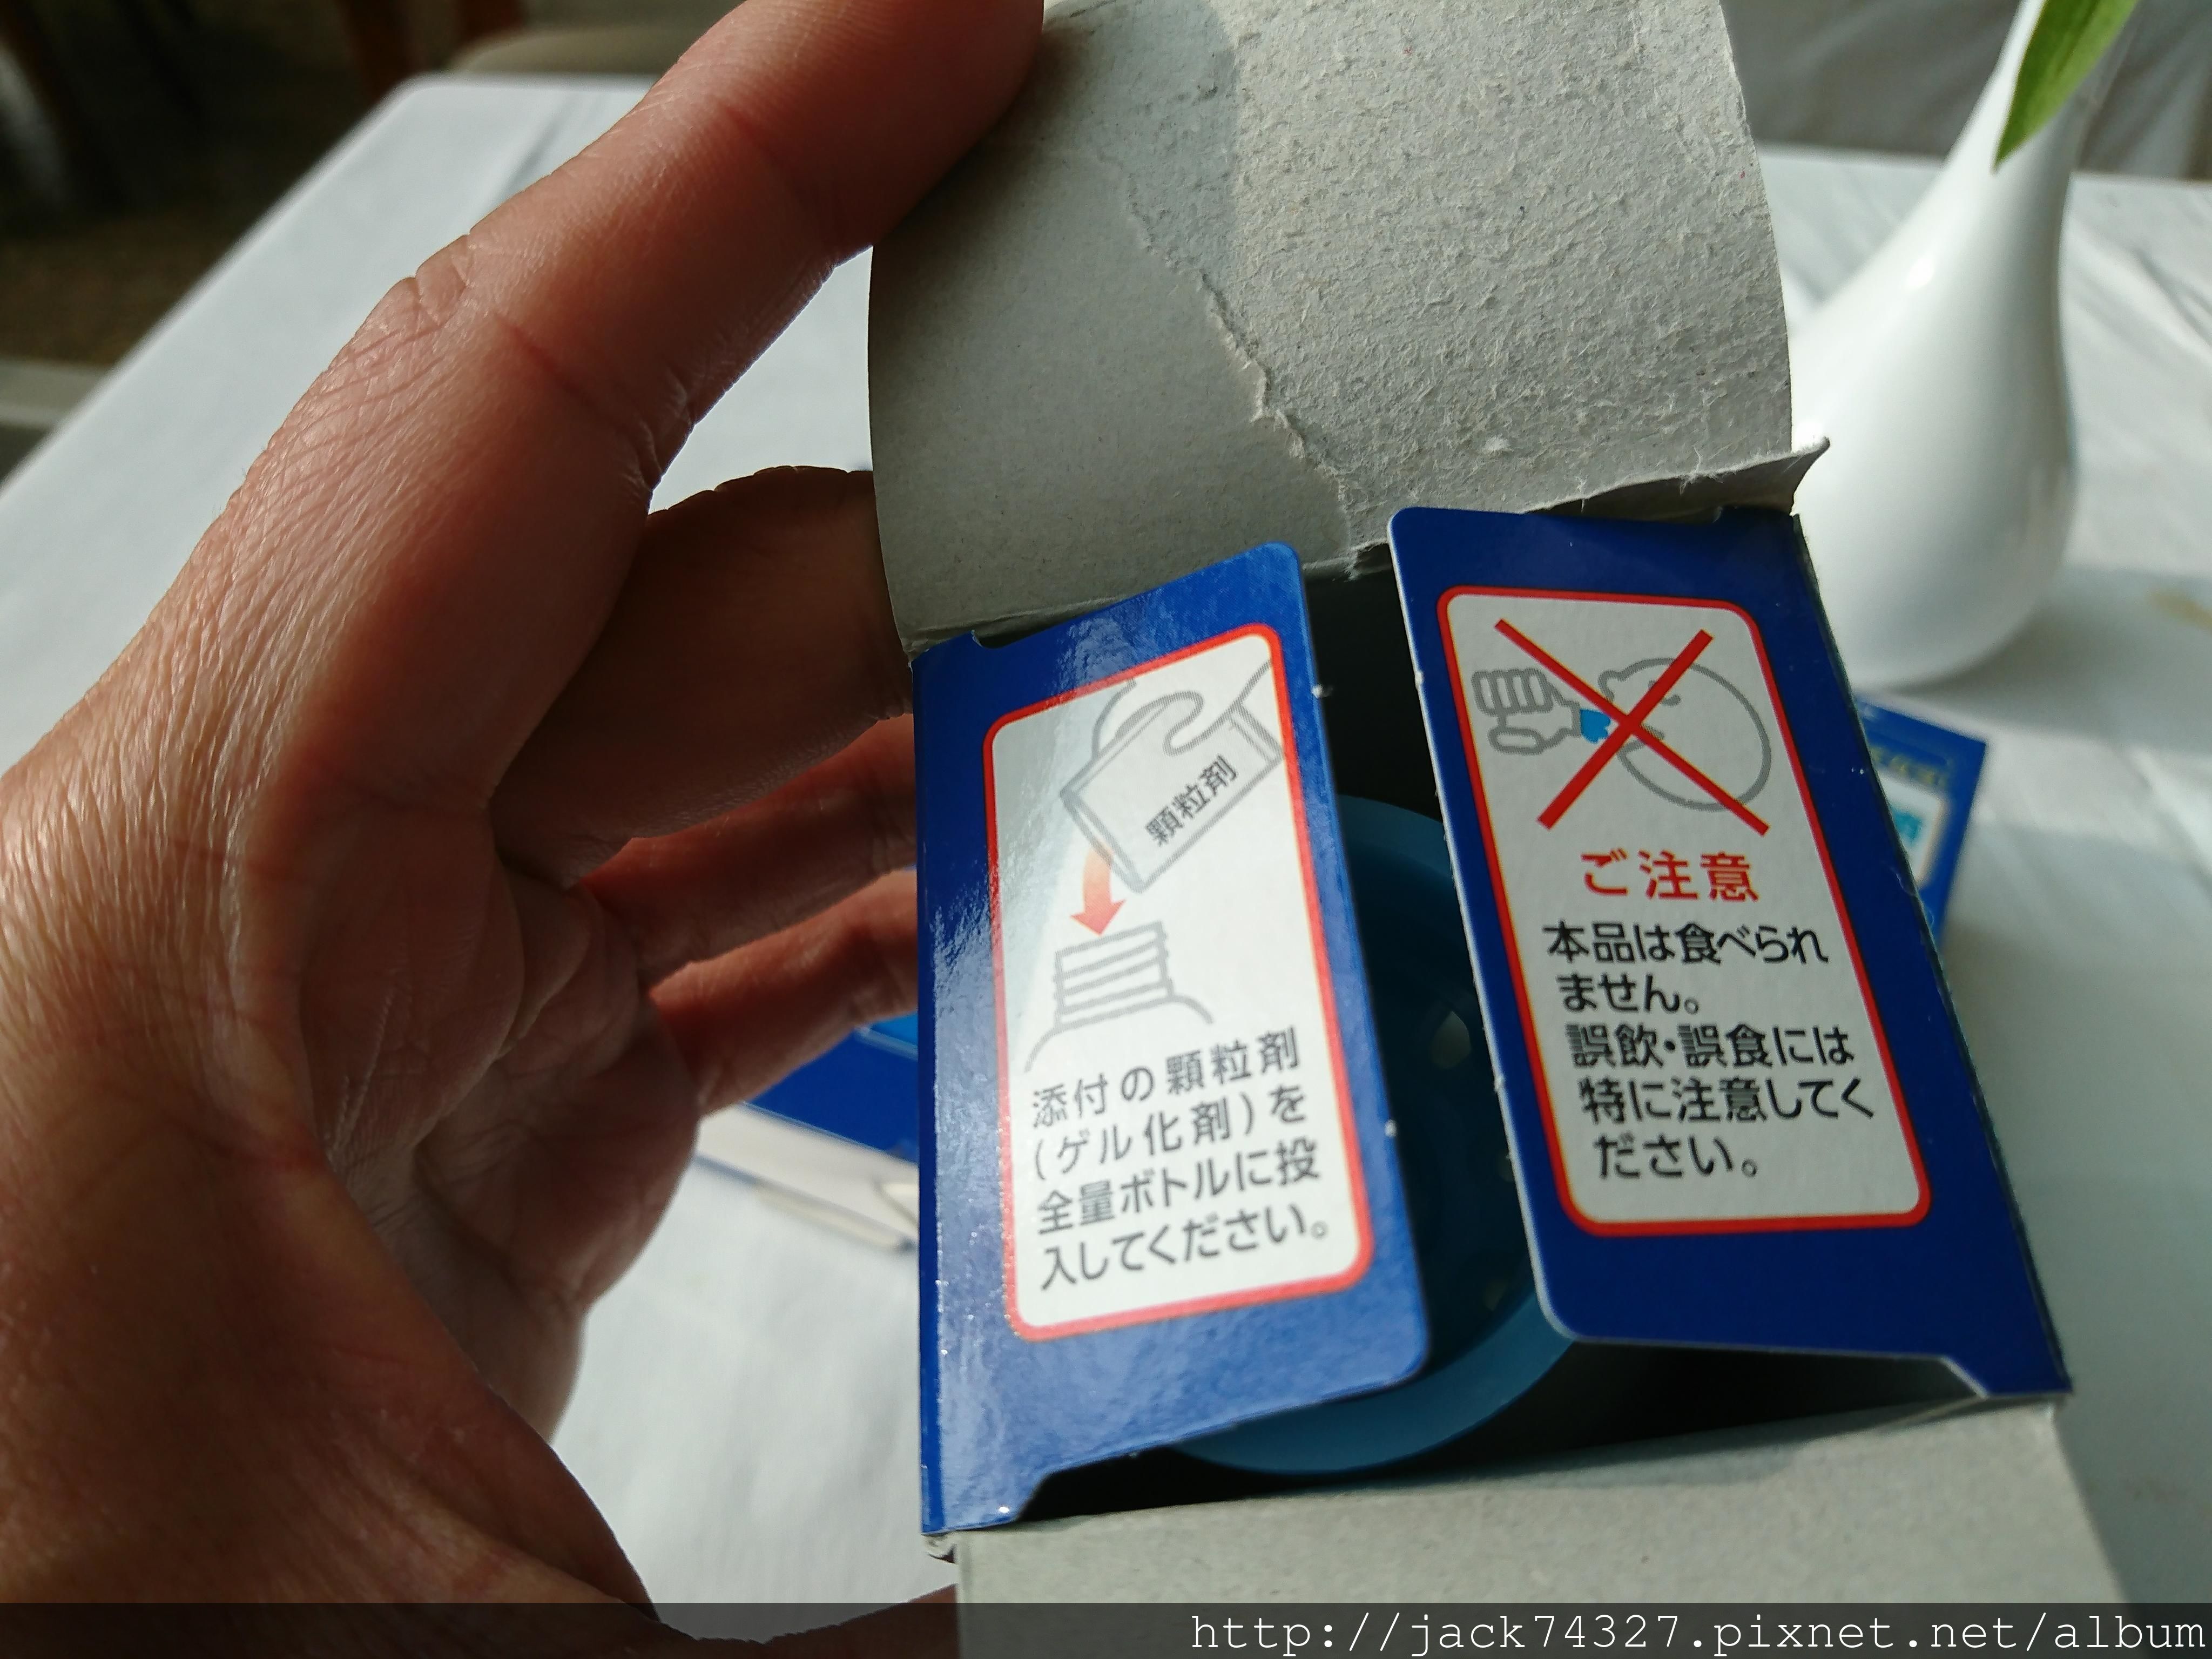 顆粒剤
添付の顆粒剤
(ゲル化剤)を
全量ボトルに投
入してください。
ご注意
本品は食べられ
ません。
誤飲・誤食には
特に注意してく
ださい。
http://jack74327.pixnet.net/album